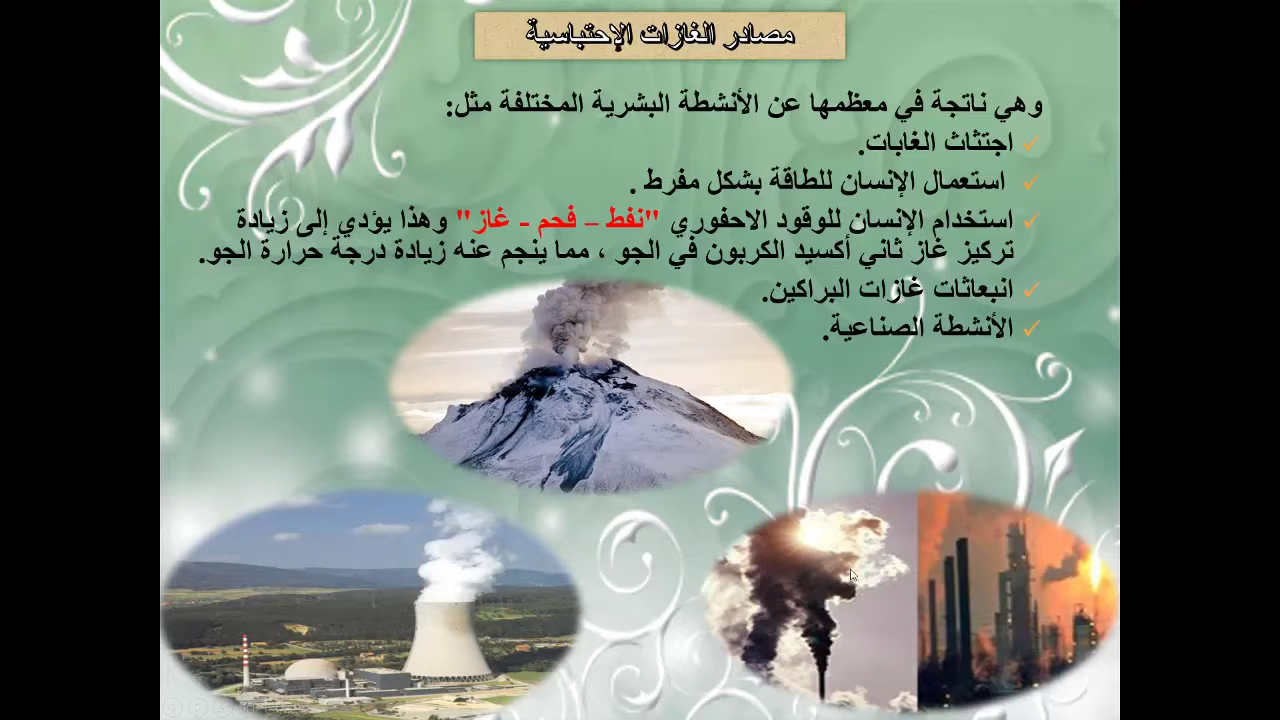 مصادر الغازات الإحتباسية
وهي ناتجة في معظمها عن الأنشطة البشرية المختلفة مثل:
✓ اجتثاث الغابات.
✓ استعمال الإنسان للطاقة بشكل مفرط .
✓ استخدام الإنسان للوقود الاحفوري "نفط – فحم - غاز" وهذا يؤدي إلى زيادة
تركيز غاز ثاني أكسيد الكربون في الجو ، مما ينجم عنه زيادة درجة حرارة الجو.
✓ انبعاثات غازات البراكين.
✓ الأنشطة الصناعية.